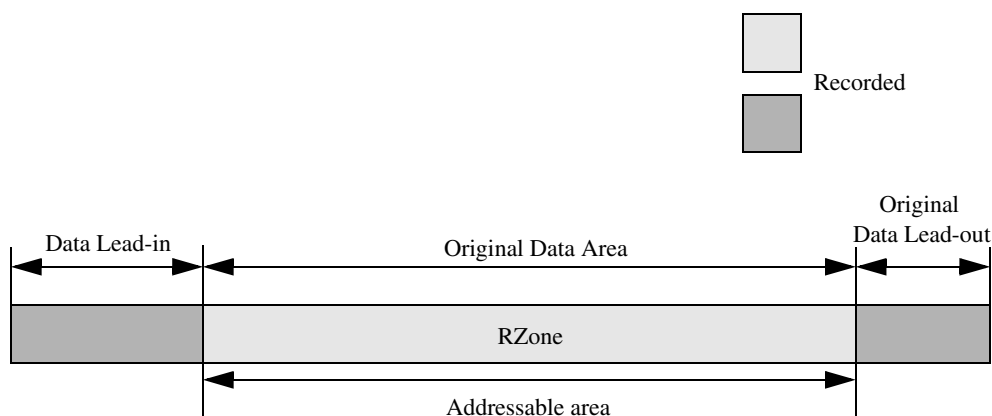 Recorded
Original
Data Lead-out
Data Lead-in
Original Data Area
RZone
Addressable area